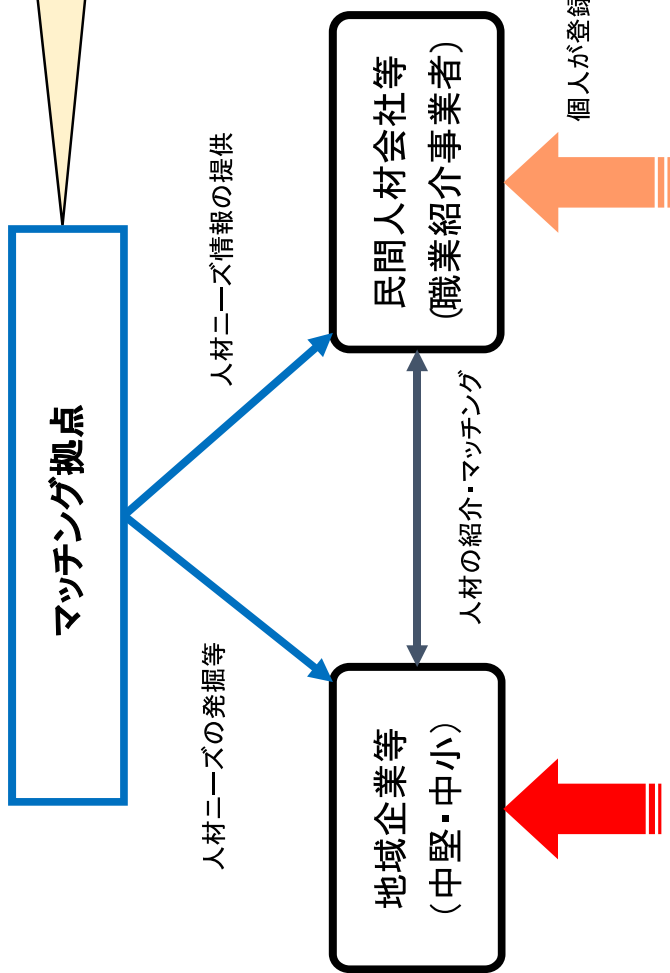 マッチング拠点
人材ニーズの発掘等
人材ニーズ情報の提供
地域企業等
（中堅・中小）
人材の紹介・マッチング
民間人材会社等
(職業紹介事業者)
個人が登録